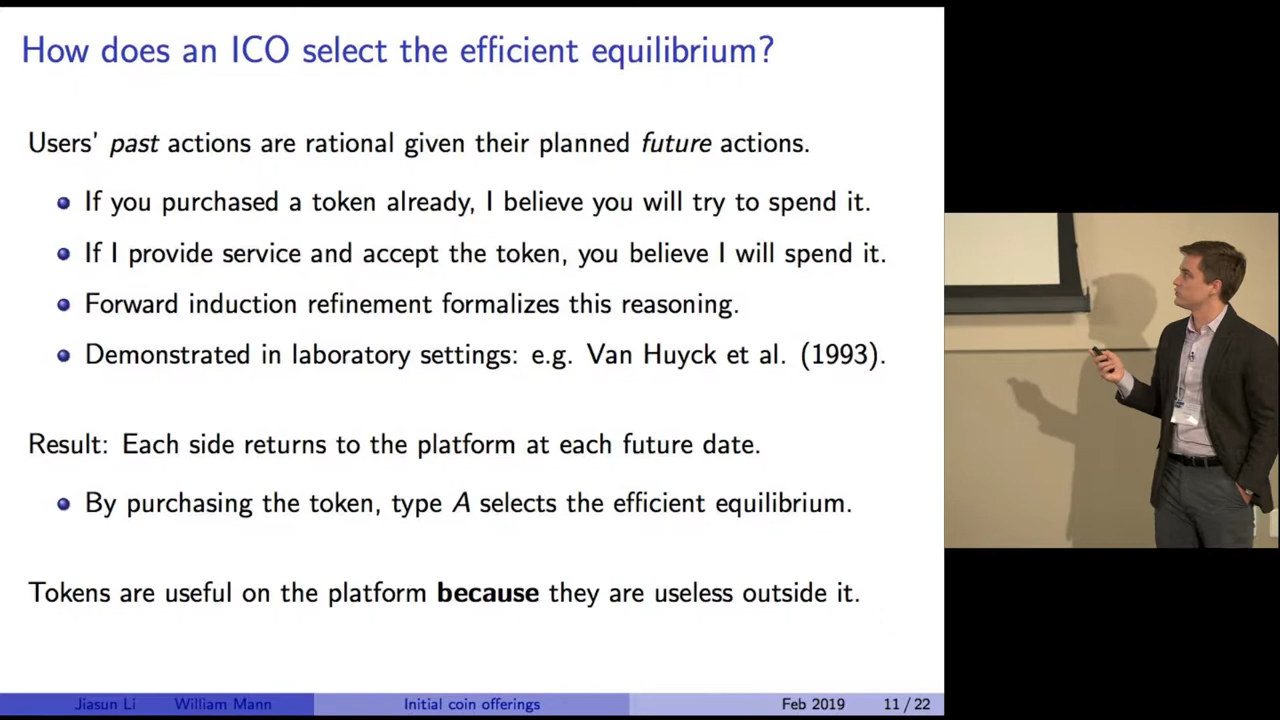 How does an ICO select the efficient equilibrium?
Users' past actions are rational given their planned future actions.
If you purchased a token already, I believe you will try to spend it.
If I provide service and accept the token, you believe I will spend it.
Forward induction refinement formalizes this reasoning.
Demonstrated in laboratory settings: e.g. Van Huyck et al. (1993).
Result: Each side returns to the platform at each future date.
By purchasing the token, type A selects the efficient equilibrium.
Tokens are useful on the platform because they are useless outside it.
Jiasun Li William Mann Initial coin offerings Feb 2019 11 / 22